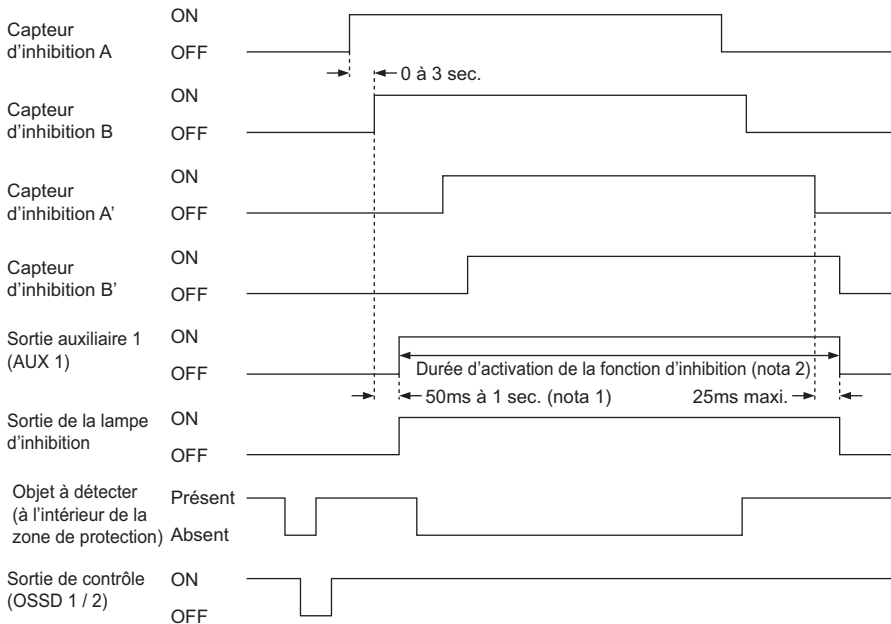 Capteur
d’inhibition A
ON
OFF
0 à 3 sec.
Capteur
d’inhibition B
ON
OFF
Capteur
d’inhibition A’
ON
OFF
Capteur
d’inhibition B’
ON
OFF
Sortie auxiliaire 1
(AUX 1)
ON
OFF
Durée d’activation de la fonction d’inhibition (nota 2)
50ms à 1 sec. (nota 1)
25ms maxi.
Sortie de la lampe
d’inhibition
ON
OFF
Objet à détecter
(à l’intérieur de la
zone de protection)
Présent
Absent
Sortie de contrôle
(OSSD 1 / 2)
ON
OFF